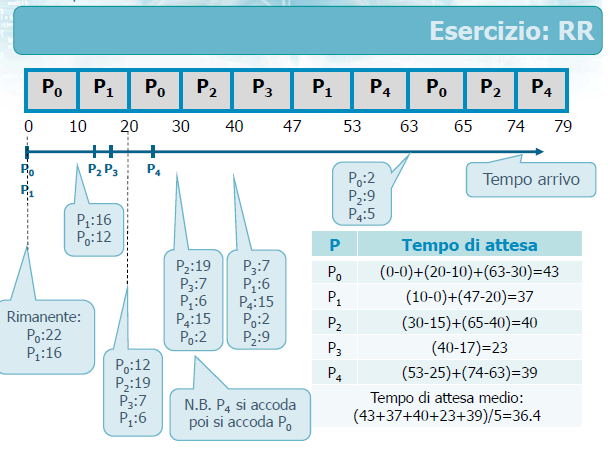 Esercizio: RR
P0 P1 P0 P2 P3 P1 P4 P0 P2 P4
0 10 20 30 40 47 53 63 65 74 79
P0 P2 P3 P4
P1
Tempo arrivo
P1:16
P0:12
P0:2
P2:9
P4:5
Rimanente:
P0:22
P1:16
P0:12
P2:19
P3:7
P1:6
P2:19
P3:7
P1:6
P4:15
P0:2
P3:7
P1:6
P4:15
P0:2
P2:9
N.B. P4 si accoda
poi si accoda P0
P Tempo di attesa
P0 (0-0)+(20-10)+(63-30)=43
P1 (10-0)+(47-20)=37
P2 (30-15)+(65-40)=40
P3 (40-17)=23
P4 (53-25)+(74-63)=39
Tempo di attesa medio:
(43+37+40+23+39)/5=36.4